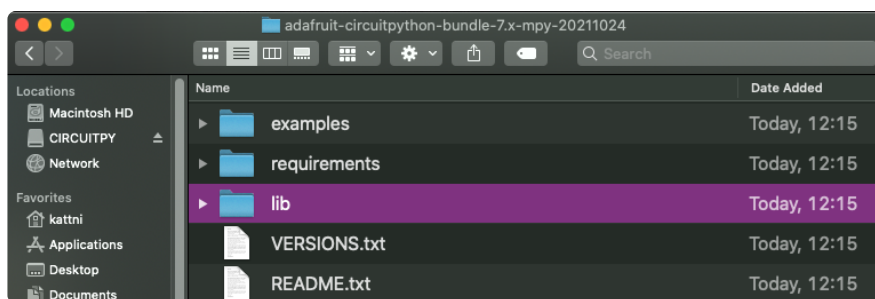 adafruit-circuitpython-bundle-7.x-mpy-20211024
Search
Locations
Macintosh HD
CIRCUITPY
Network
Favorites
kattni
Applications
Desktop
Documents
Name Date Added
examples Today, 12:15
requirements Today, 12:15
lib Today, 12:15
VERSIONS.txt Today, 12:15
README.txt Today, 12:15